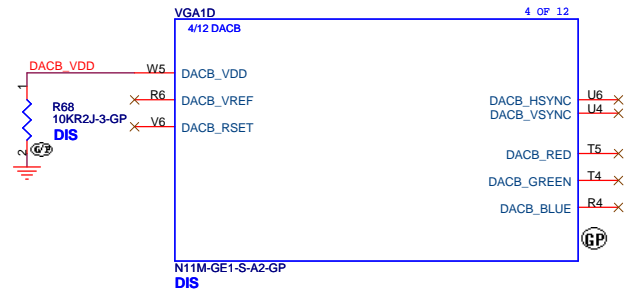 VGA1D
4 OF 12
4/12 DACB
DACB_VDD
W5
DACB_VDD
1
R6
DACB_VREF
DACB_HSYNC
U6
R68
10KR2J-3-GP
DIS
V6
DACB_RSET
DACB_VSYNC
U4
2
G/P
DACB_RED
T5
DACB_GREEN
T4
DACB_BLUE
R4
GP
N11M-GE1-S-A2-GP
DIS